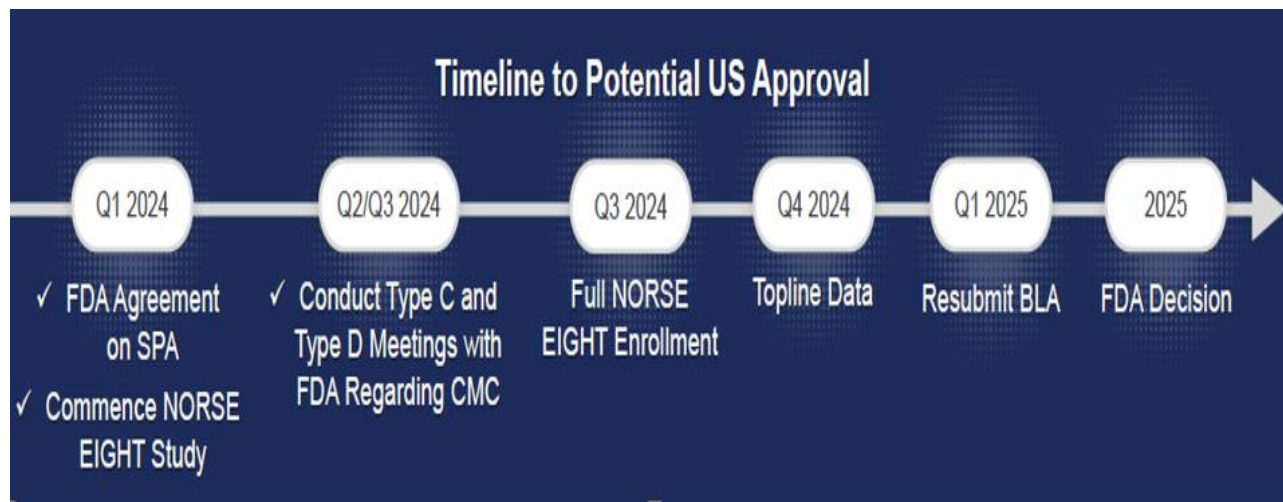 Timeline to Potential US Approval
Q1 2024
Q2/Q3 2024
Q3 2024
Q4 2024
Q1 2025
2025
✓ FDA Agreement
on SPA
✓ Commence NORSE
EIGHT Study
✓ Conduct Type C and
Type D Meetings with
FDA Regarding CMC
Full NORSE
EIGHT Enrollment
Topline Data
Resubmit BLA
FDA Decision